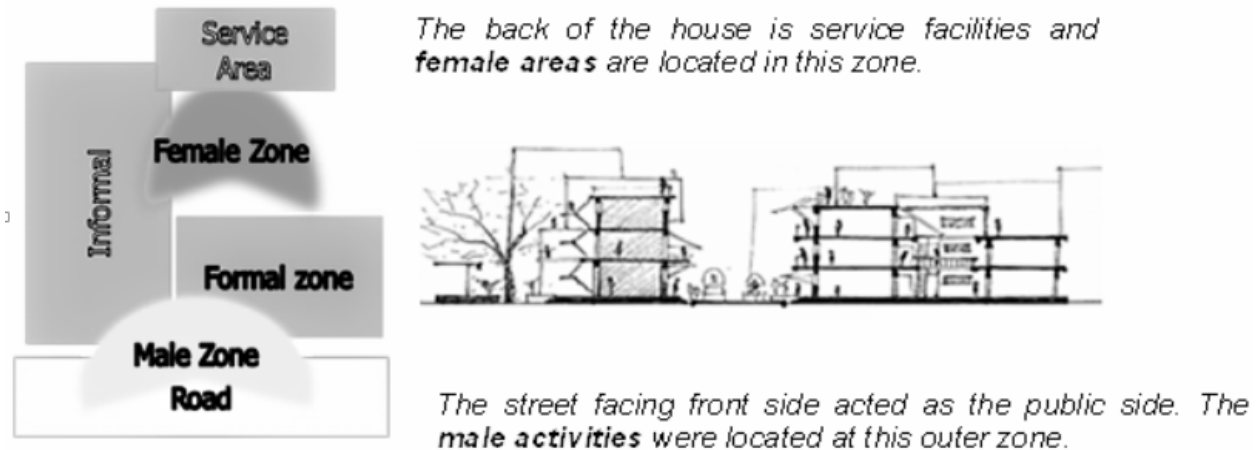 Service
Area
Female Zone
Informal
Formal zone
Male Zone
Road
The back of the house is service facilities and
female areas are located in this zone.
The street facing front side acted as the public side. The
male activities were located at this outer zone.